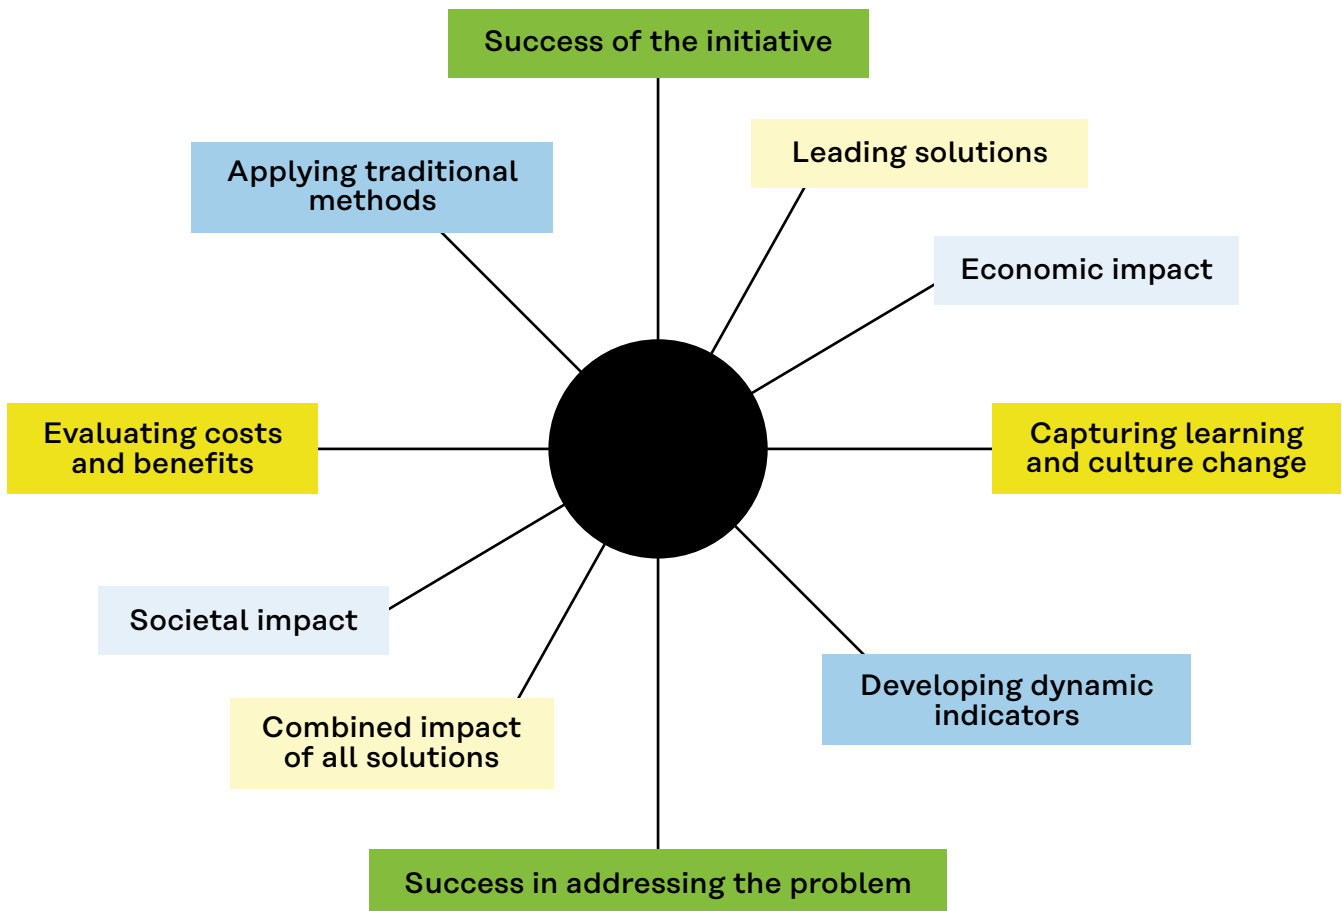 Success of the initiative
Leading solutions
Applying traditional
methods
Economic impact
Evaluating costs
and benefits
Capturing learning
and culture change
Societal impact
Developing dynamic
indicators
Combined impact
of all solutions
Success in addressing the problem